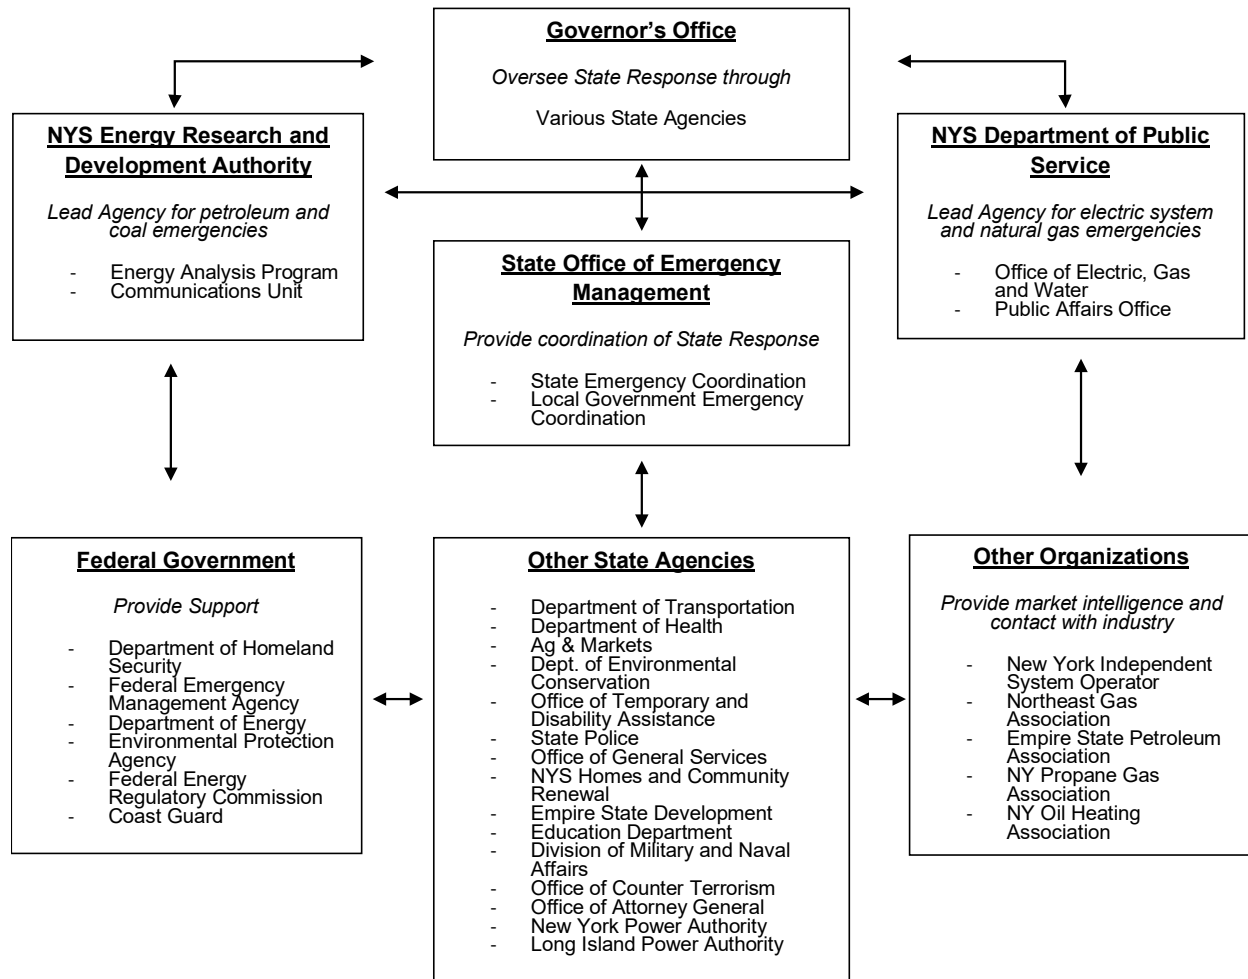 Governor's Office
Oversee State Response through
Various State Agencies
NYS Energy Research and
Development Authority
Lead Agency for petroleum and
coal emergencies
- Energy Analysis Program
- Communications Unit
NYS Department of Public
Service
Lead Agency for electric system
and natural gas emergencies
- Office of Electric, Gas
and Water
- Public Affairs Office
State Office of Emergency
Management
Provide coordination of State Response
- State Emergency Coordination
- Local Government Emergency
Coordination
Federal Government
Provide Support
- Department of Homeland
Security
- Federal Emergency
Management Agency
- Department of Energy
- Environmental Protection
Agency
- Federal Energy
Regulatory Commission
- Coast Guard
Other State Agencies
- Department of Transportation
- Department of Health
- Ag & Markets
- Dept. of Environmental
Conservation
- Office of Temporary and
Disability Assistance
- State Police
- Office of General Services
- NYS Homes and Community
Renewal
- Empire State Development
- Education Department
- Division of Military and Naval
Affairs
- Office of Counter Terrorism
- Office of Attorney General
- New York Power Authority
- Long Island Power Authority
Other Organizations
Provide market intelligence and
contact with industry
- New York Independent
System Operator
- Northeast Gas
Association
- Empire State Petroleum
Association
- NY Propane Gas
Association
- NY Oil Heating
Association